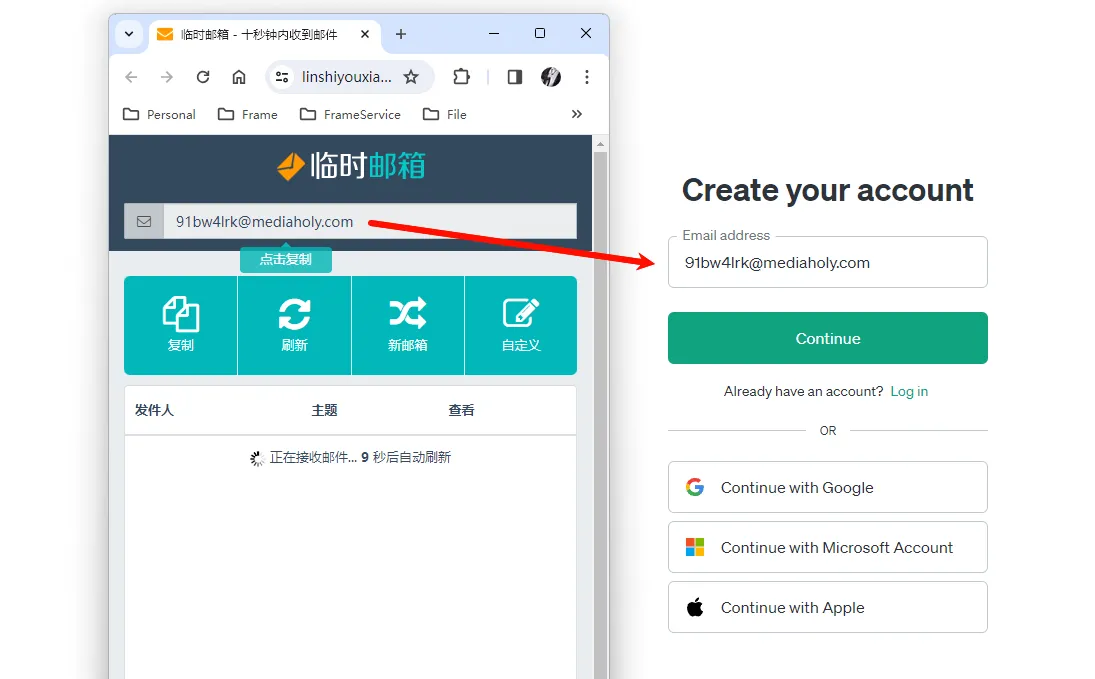 临时邮箱 - 十秒钟内收到邮件
linshiyouxia...
Personal
Frame
FrameService
File
临时邮箱
91bw4lrk@mediaholy.com
点击复制
复制
刷新
新邮箱
自定义
发件人
主题
查看
正在接收邮件... 9 秒后自动刷新
Create your account
Email address
91bw4lrk@mediaholy.com
Continue
Already have an account? Log in
OR
Continue with Google
Continue with Microsoft Account
Continue with Apple